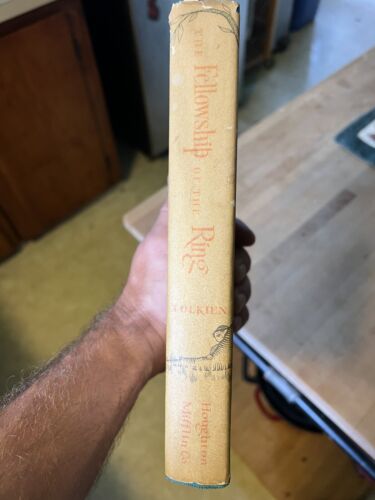 THE Fellowship OF THE Ring
TOLKIEN
Houghton
Mifflin Co.